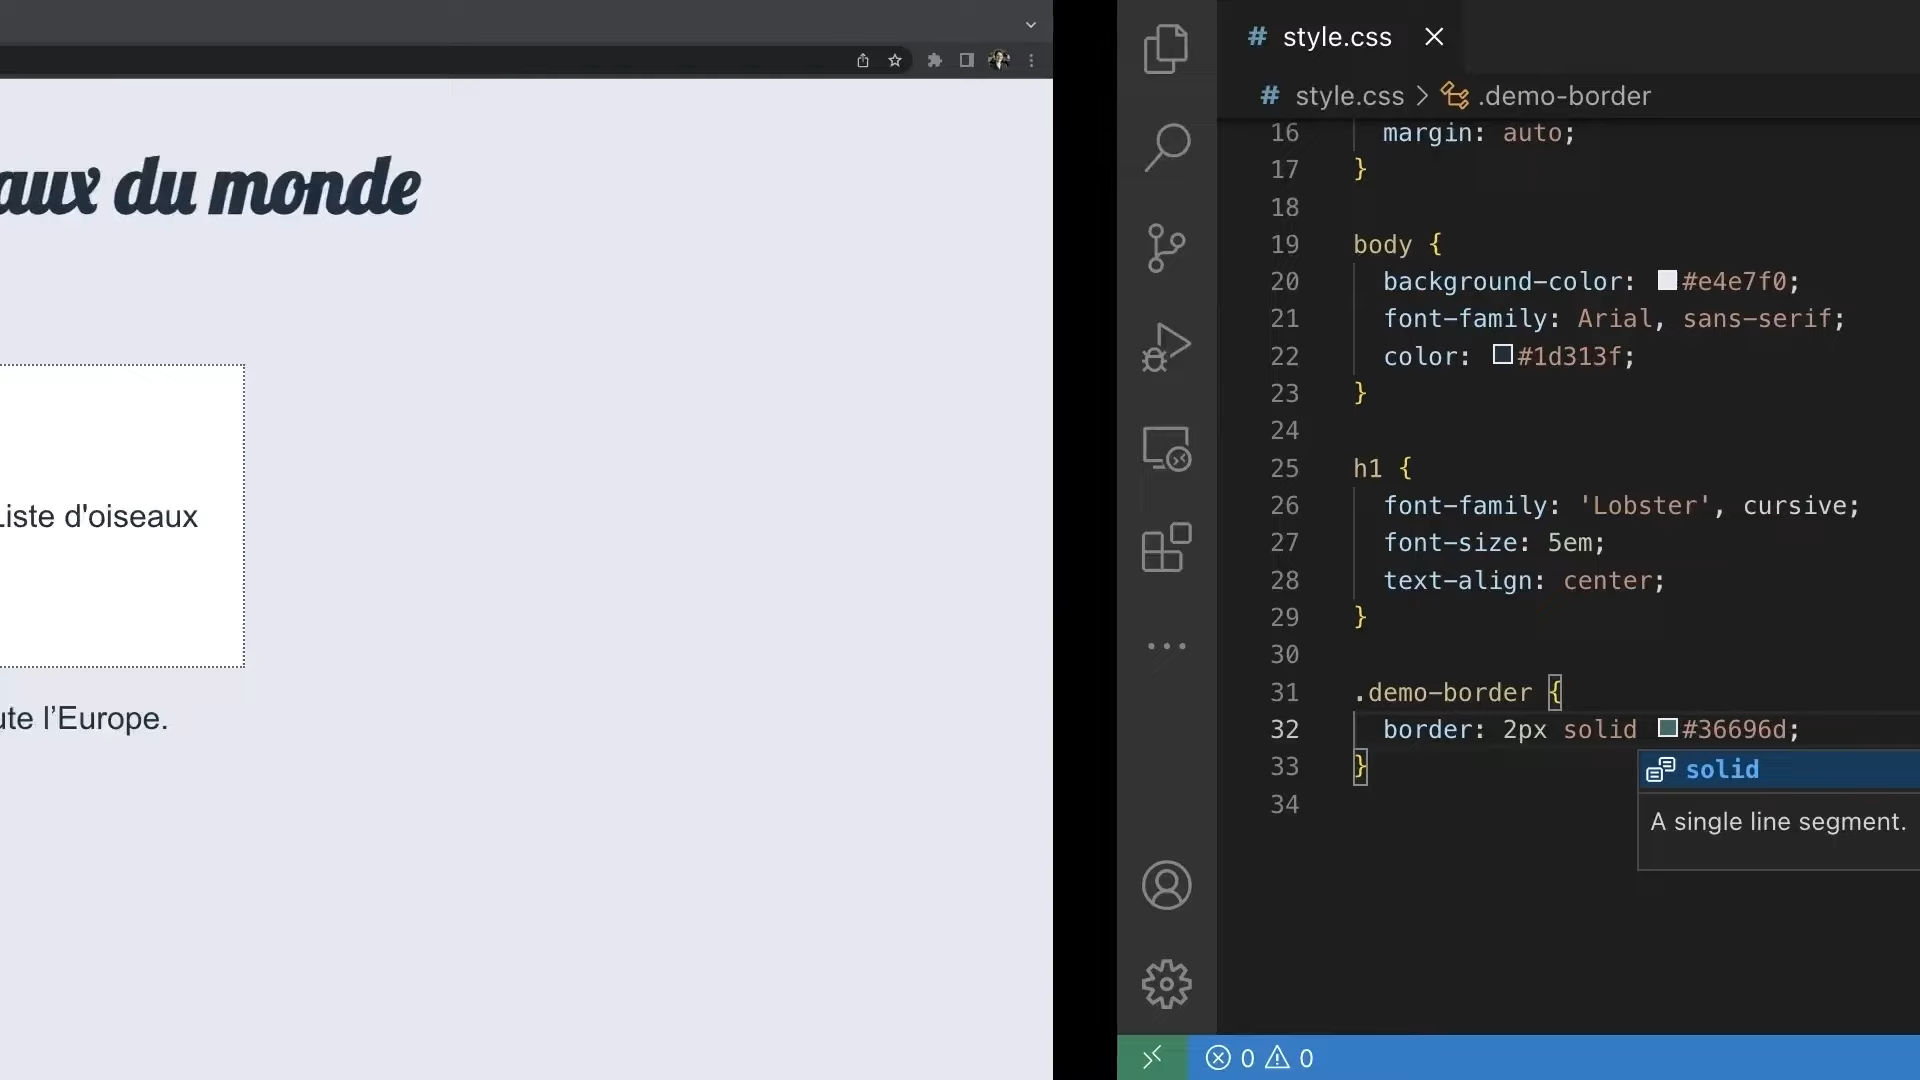 aux du monde
Liste d'oiseaux
ute l’Europe.
# style.css
# style.css > .demo-border
16 margin: auto;
17 }
18
19 body {
20 background-color: #e4e7f0;
21 font-family: Arial, sans-serif;
22 color: #1d313f;
23 }
24
25 h1 {
26 font-family: 'Lobster', cursive;
27 font-size: 5em;
28 text-align: center;
29 }
30
31 .demo-border {
32 border: 2px solid #36696d;
33 }
34
solid
A single line segment.
0 0